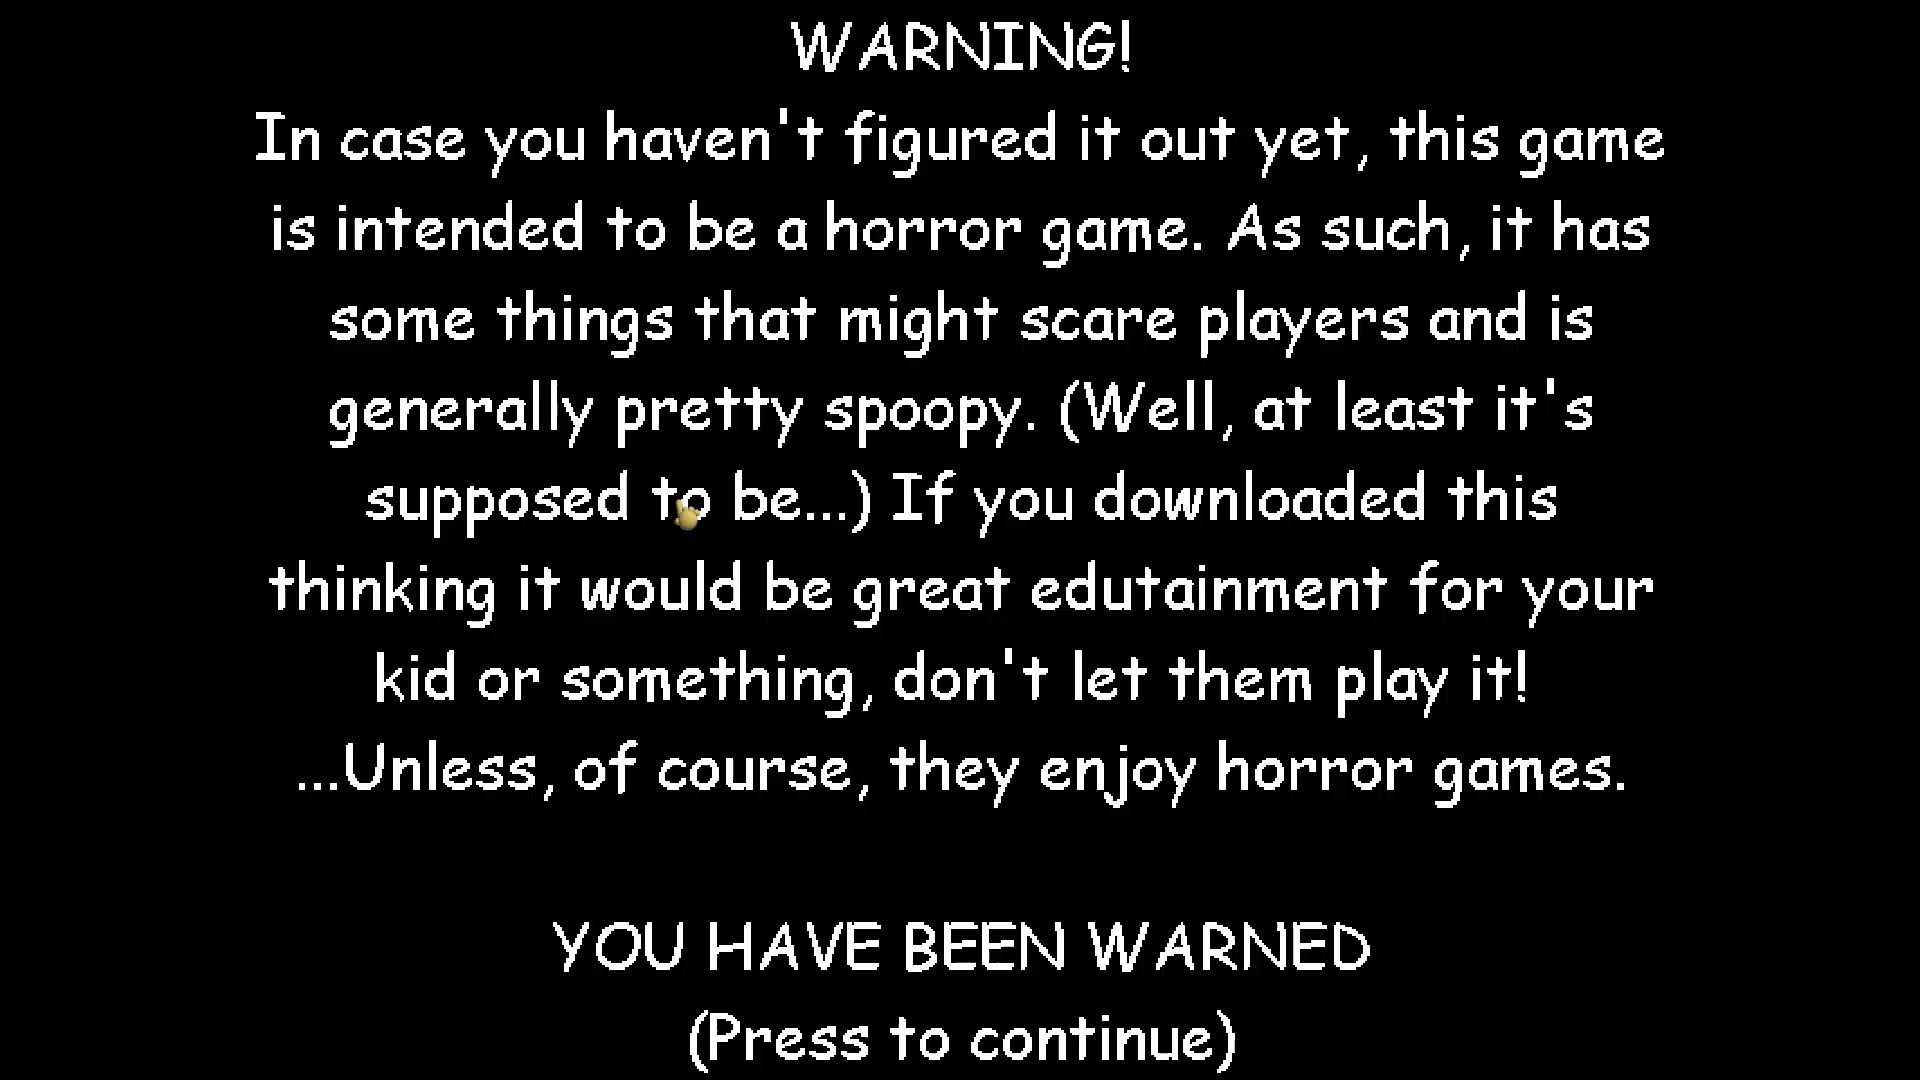 WARNING!
In case you haven't figured it out yet, this game
is intended to be a horror game. As such, it has
some things that might scare players and is
generally pretty spoopy. (Well, at least it's
supposed to be...) If you downloaded this
thinking it would be great edutainment for your
kid or something, don't let them play it!
...Unless, of course, they enjoy horror games.
YOU HAVE BEEN WARNED
(Press to continue)